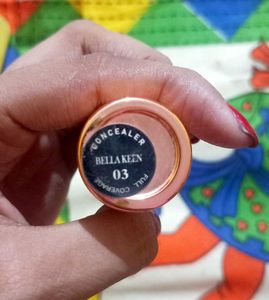 CONCEALER
BELLA KEEN
03
FULL COVERAGE